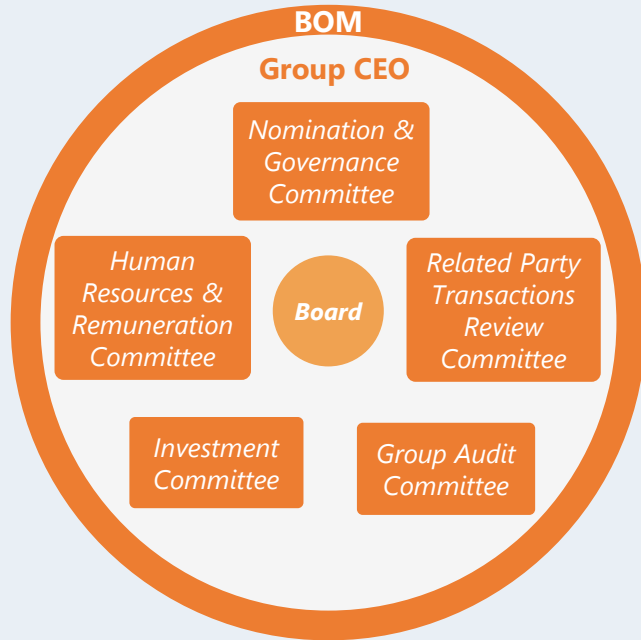 BOM
Group CEO
Nomination &
Governance
Committee
Human
Resources &
Remuneration
Committee
Board
Related Party
Transactions
Review
Committee
Investment
Committee
Group Audit
Committee